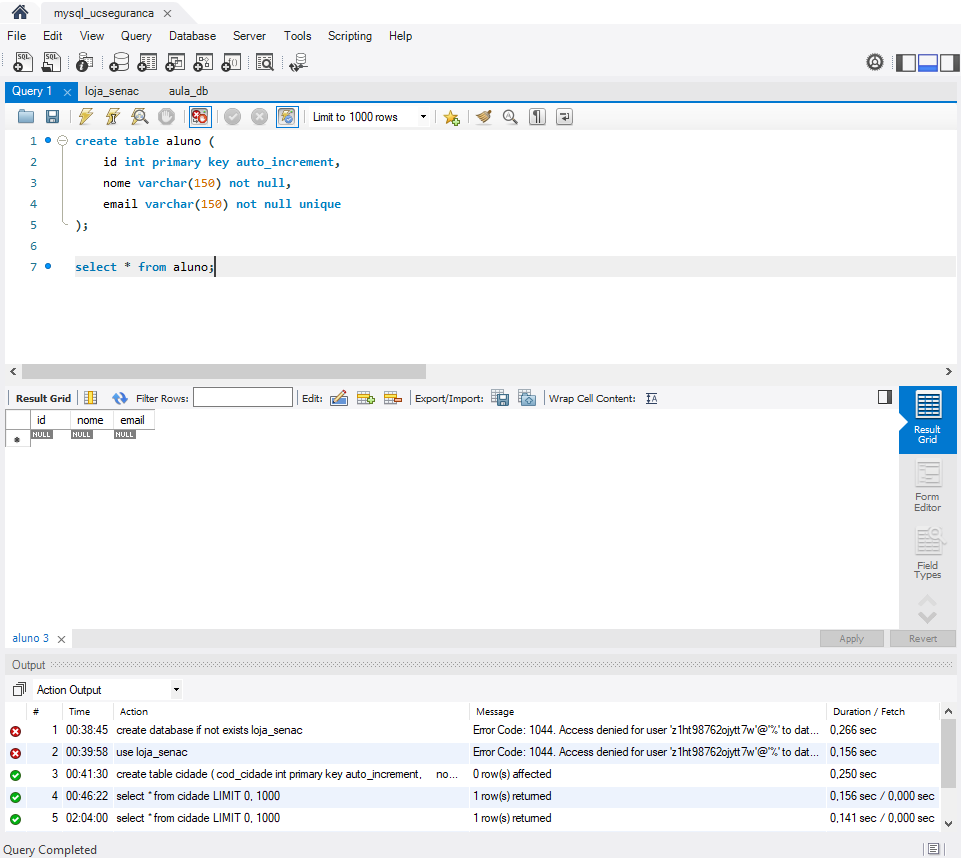 mysql_ucseguranca
File Edit View Query Database Server Tools Scripting Help
Query 1 loja_senac aula_db
Limit to 1000 rows
1 create table aluno (
2 id int primary key auto_increment,
3 nome varchar(150) not null,
4 email varchar(150) not null unique
5 );
6
7 select * from aluno;
Result Grid Filter Rows: Edit: Export/Import: Wrap Cell Content:
id nome email
NULL NULL NULL
Result
Grid
Form
Editor
Field
Types
aluno 3 Apply Revert
Output
Action Output
# Time Action Message Duration / Fetch
1 00:38:45 create database if not exists loja_senac Error Code: 1044. Access denied for user 'z1ht98762ojytt7w'@'%' to dat... 0,266 sec
2 00:39:58 use loja_senac Error Code: 1044. Access denied for user 'z1ht98762ojytt7w'@'%' to dat... 0,156 sec
3 00:41:30 create table cidade ( cod_cidade int primary key auto_increment, no... 0 row(s) affected 0,250 sec
4 00:46:22 select * from cidade LIMIT 0, 1000 1 row(s) returned 0,156 sec / 0,000 sec
5 02:04:00 select * from cidade LIMIT 0, 1000 1 row(s) returned 0,141 sec / 0,000 sec
Query Completed